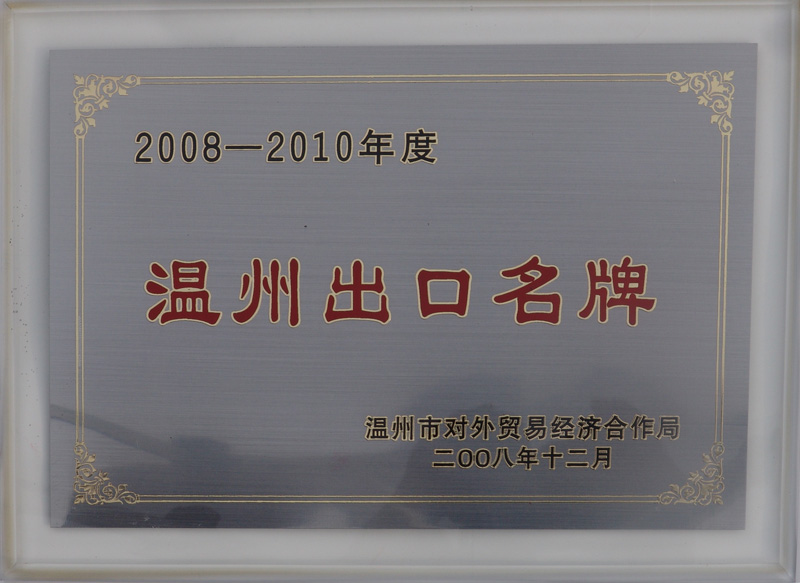 2008—2010年度
温州出口名牌
温州市对外贸易经济合作局
二〇〇八年十二月